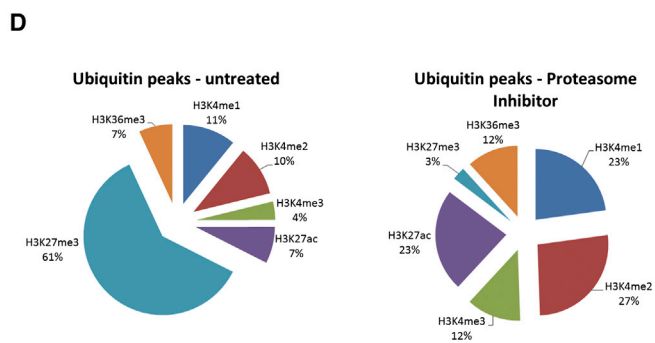 D
Ubiquitin peaks - untreated
H3K36me3
7%
H3K4me1
11%
H3K4me2
10%
H3K4me3
4%
H3K27ac
7%
H3K27me3
61%
Ubiquitin peaks - Proteasome
Inhibitor
H3K36me3
12%
H3K27me3
3%
H3K4me1
23%
H3K27ac
23%
H3K4me2
27%
H3K4me3
12%